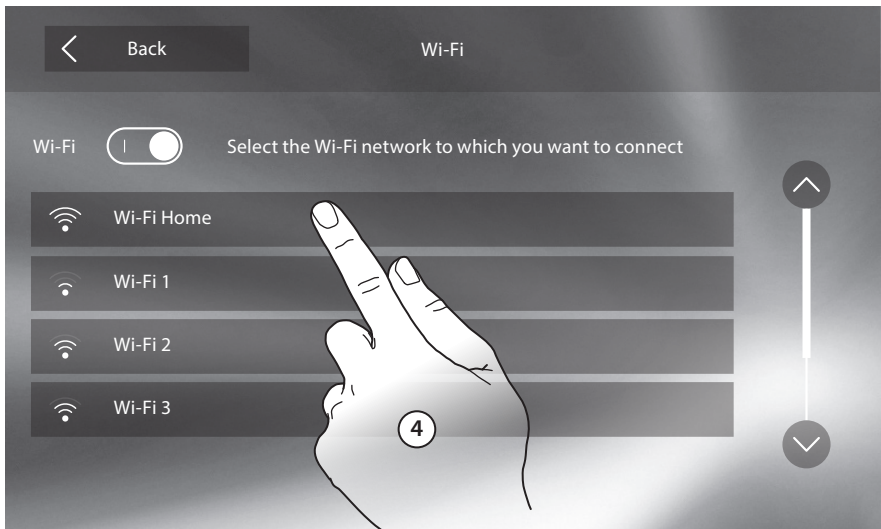 Back
Wi-Fi
Wi-Fi
Select the Wi-Fi network to which you want to connect
Wi-Fi Home
Wi-Fi 1
Wi-Fi 2
Wi-Fi 3
4